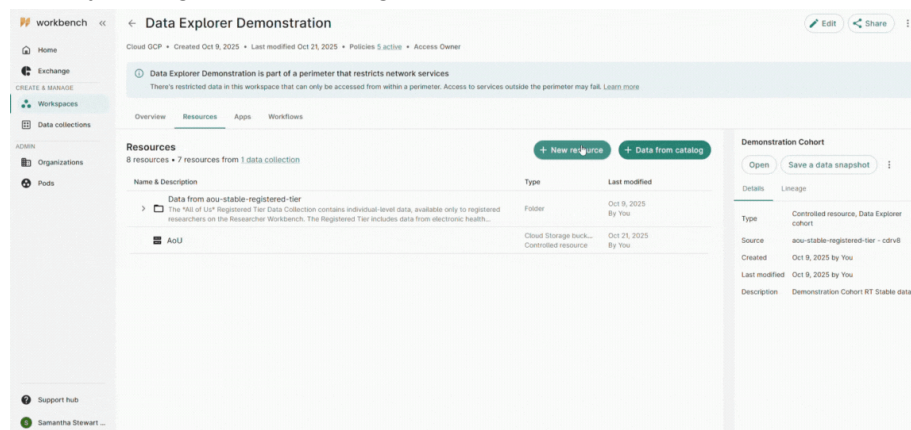 workbench «
Home
Exchange
CREATE & MANAGE
Workspaces
Data collections
ADMIN
Organizations
Pods
Support hub
S Samantha Stewart ...
← Data Explorer Demonstration
Edit
Share
Cloud GCP • Created Oct 9, 2025 • Last modified Oct 21, 2025 • Policies 5 active • Access Owner
Data Explorer Demonstration is part of a perimeter that restricts network services
There's restricted data in this workspace that can only be accessed from within a perimeter. Access to services outside the perimeter may fail. Learn more
Overview Resources Apps Workflows
Resources
8 resources • 7 resources from 1 data collection
+ New resource
+ Data from catalog
Name & Description Type Last modified
Data from aou-stable-registered-tier
The *All of Us* Registered Tier Data Collection contains individual-level data, available only to registered
researchers on the Researcher Workbench. The Registered Tier includes data from electronic health...
Folder
Oct 9, 2025
By You
AoU
Cloud Storage buck...
Controlled resource
Oct 21, 2025
By You
Demonstration Cohort
Open
Save a data snapshot
Details Lineage
Type Controlled resource, Data Explorer
cohort
Source aou-stable-registered-tier - cdrv8
Created Oct 9, 2025 by You
Last modified Oct 9, 2025 by You
Description Demonstration Cohort RT Stable data